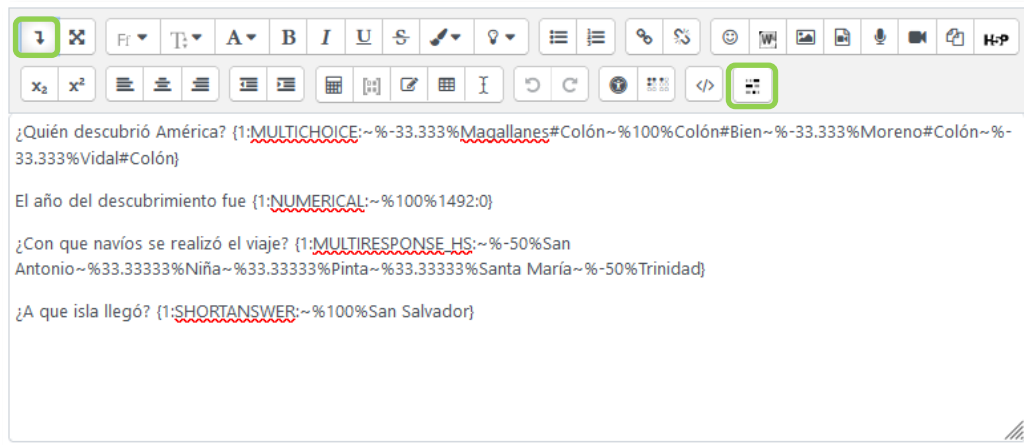 Ff T A B I U S
W H-P
x₂ x² </>
¿Quién descubrió América? {1:MULTICHOICE:~%-33.333%Magallanes#Colón~%100%Colón#Bien~%-33.333%Moreno#Colón~%-
33.333%Vidal#Colón}
El año del descubrimiento fue {1:NUMERICAL:~%100%1492:0}
¿Con que navíos se realizó el viaje? {1:MULTIRESPONSE_HS:~%-50%San
Antonio~%33.33333%Niña~%33.33333%Pinta~%33.33333%Santa María~%-50%Trinidad}
¿A que isla llegó? {1:SHORTANSWER:~%100%San Salvador}